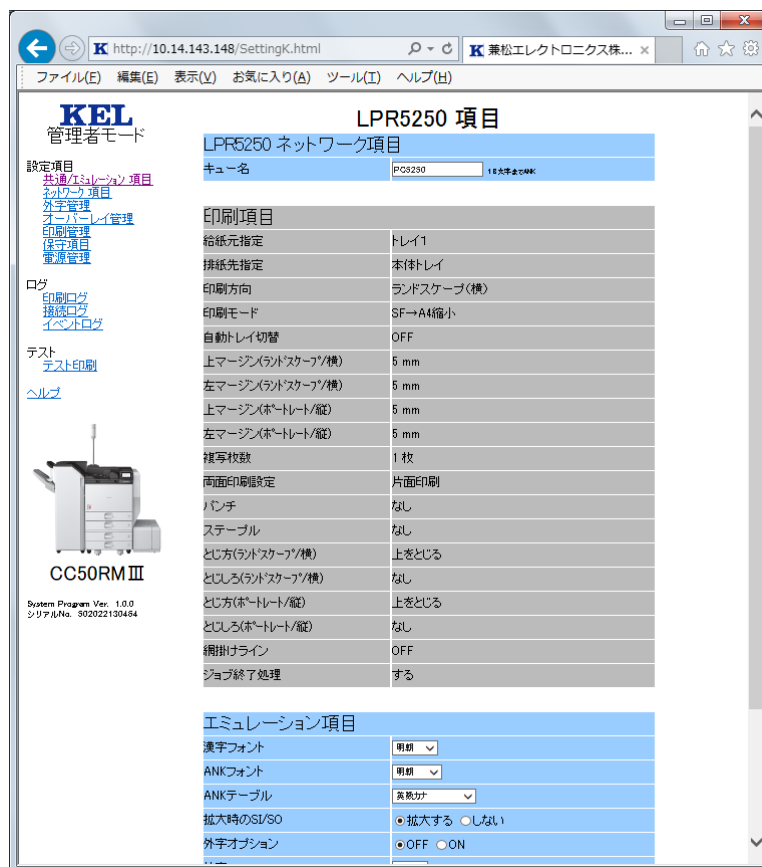 K http://10.14.143.148/SettingK.html
K 兼松エレクトロニクス株... ×
ファイル(F) 編集(E) 表示(V) お気に入り(A) ツール(T) ヘルプ(H)
KEL
管理者モード
設定項目
共通/エミュレーション 項目
ネットワーク 項目
外字管理
オーバーレイ管理
印刷管理
保守項目
電源管理
ログ
印刷ログ
接続ログ
イベントログ
テスト
テスト印刷
ヘルプ
CC50RMⅢ
System Program Ver. 1.0.0
シリアルNo. 502022130454
LPR5250 項目
LPR5250 ネットワーク項目
キュー名 PC5250 16文字までANK
印刷項目
給紙元指定 トレイ1
排紙先指定 本体トレイ
印刷方向 ランドスケープ(横)
印刷モード SF→A4縮小
自動トレイ切替 OFF
上マージン(ランドスケープ/横) 5 mm
左マージン(ランドスケープ/横) 5 mm
上マージン(ポートレート/縦) 5 mm
左マージン(ポートレート/縦) 5 mm
複写枚数 1 枚
両面印刷設定 片面印刷
パンチ なし
ステープル なし
とじ方(ランドスケープ/横) 上をとじる
とじしろ(ランドスケープ/横) なし
とじ方(ポートレート/縦) 上をとじる
とじしろ(ポートレート/縦) なし
網掛けライン OFF
ジョブ終了処理 する
エミュレーション項目
漢字フォント 明朝
ANKフォント 明朝
ANKテーブル 英数カナ
拡大時のSI/SO 拡大する しない
外字オプション OFF ON